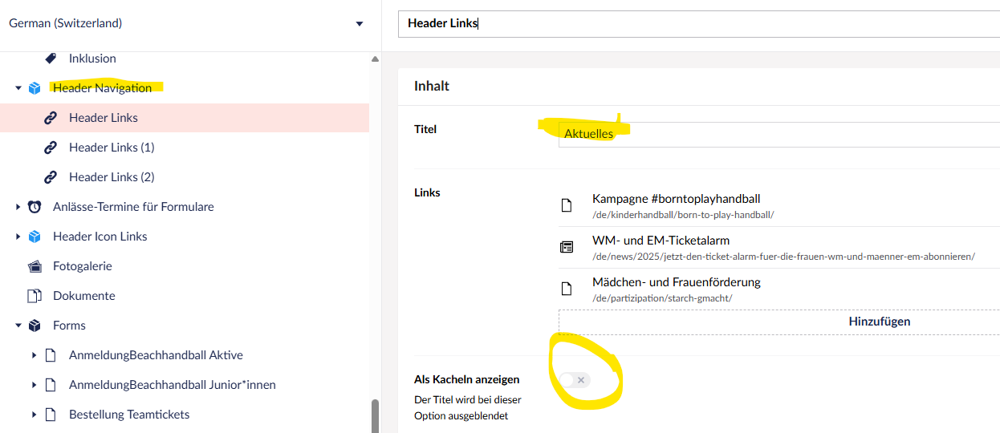 German (Switzerland)
Inklusion
Header Navigation
Header Links
Header Links (1)
Header Links (2)
Anlässe-Termine für Formulare
Header Icon Links
Fotogalerie
Dokumente
Forms
AnmeldungBeachhandball Aktive
AnmeldungBeachhandball Junior*innen
Bestellung Teamtickets
Header Links
Inhalt
Titel
Aktuelles
Links
Kampagne #borntoplayhandball
/de/kinderhandball/born-to-play-handball/
WM- und EM-Ticketalarm
/de/news/2025/jetzt-den-ticket-alarm-fuer-die-frauen-wm-und-maenner-em-abonnieren/
Mädchen- und Frauenförderung
/de/partizipation/starch-gmacht/
Hinzufügen
Als Kacheln anzeigen
Der Titel wird bei dieser
Option ausgeblendet